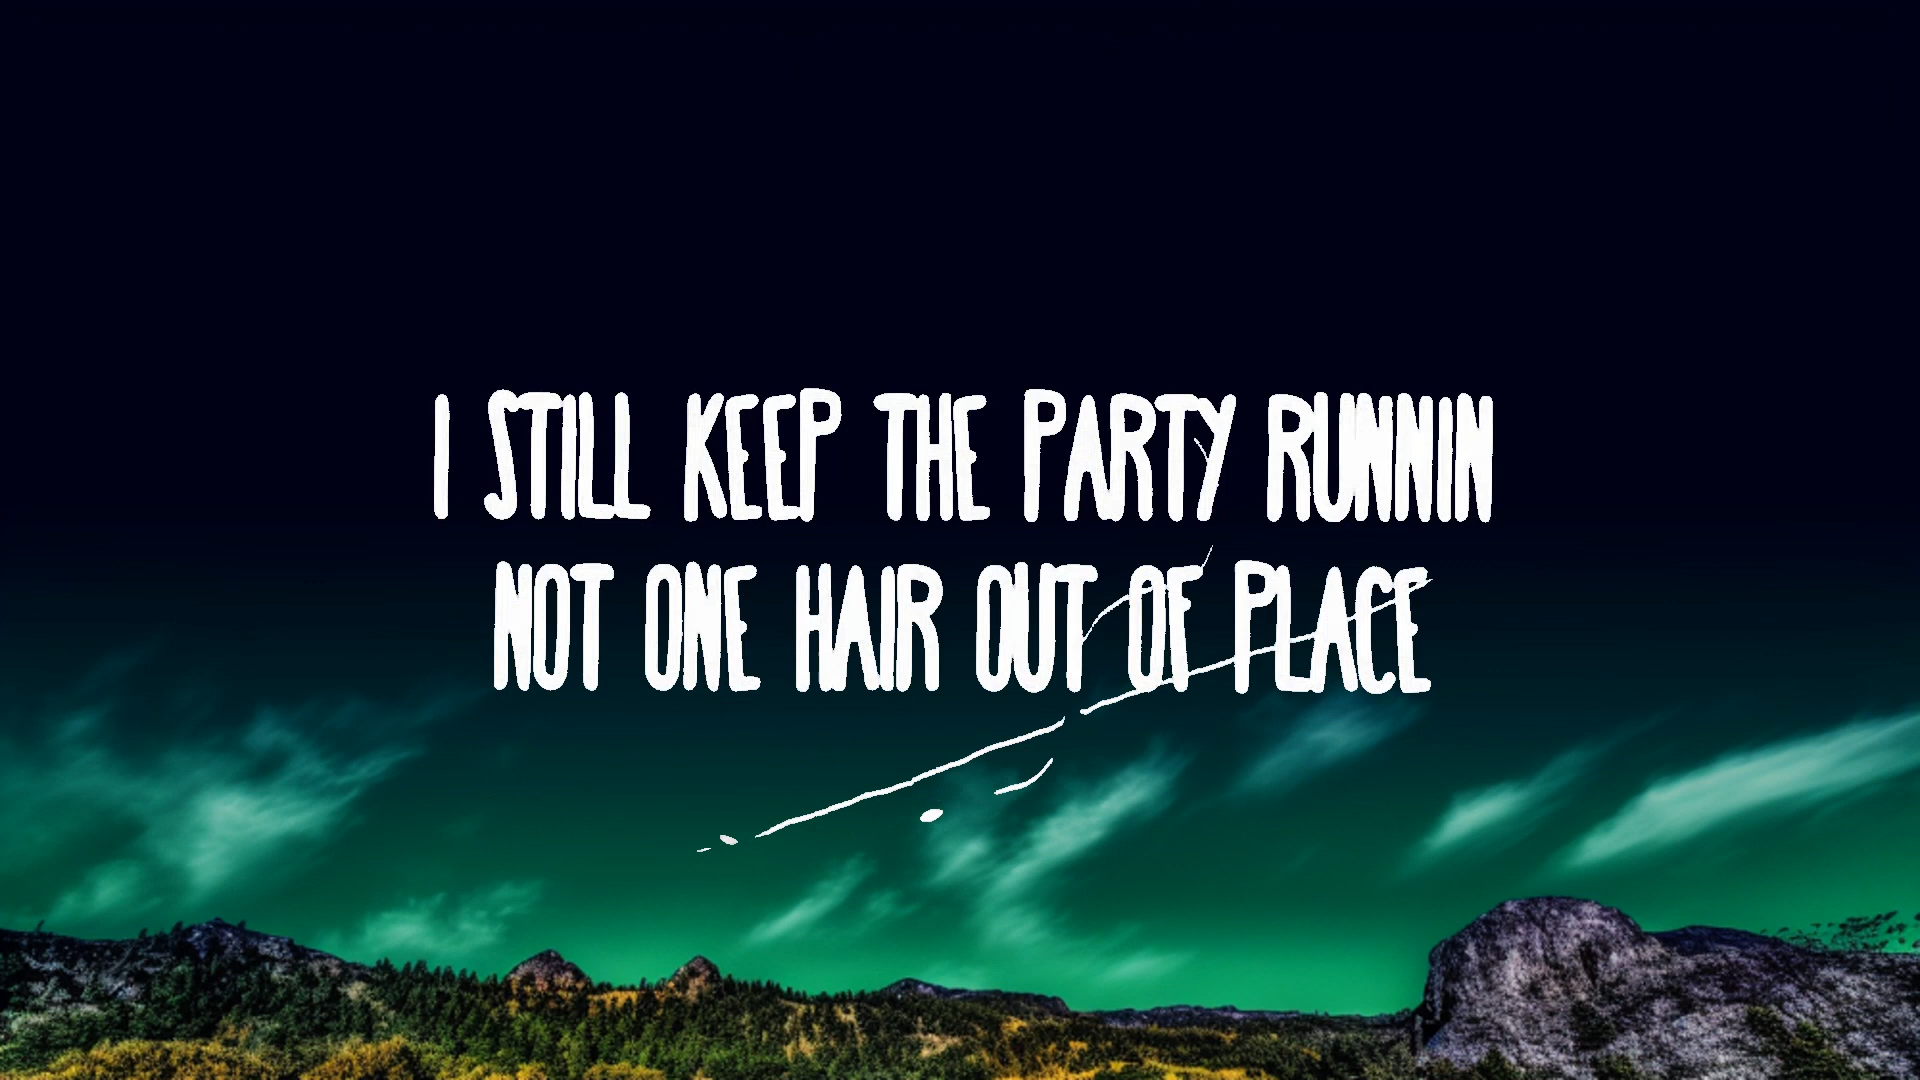 I STILL KEEP THE PARTY RUNNIN
NOT ONE HAIR OUT OF PLACE